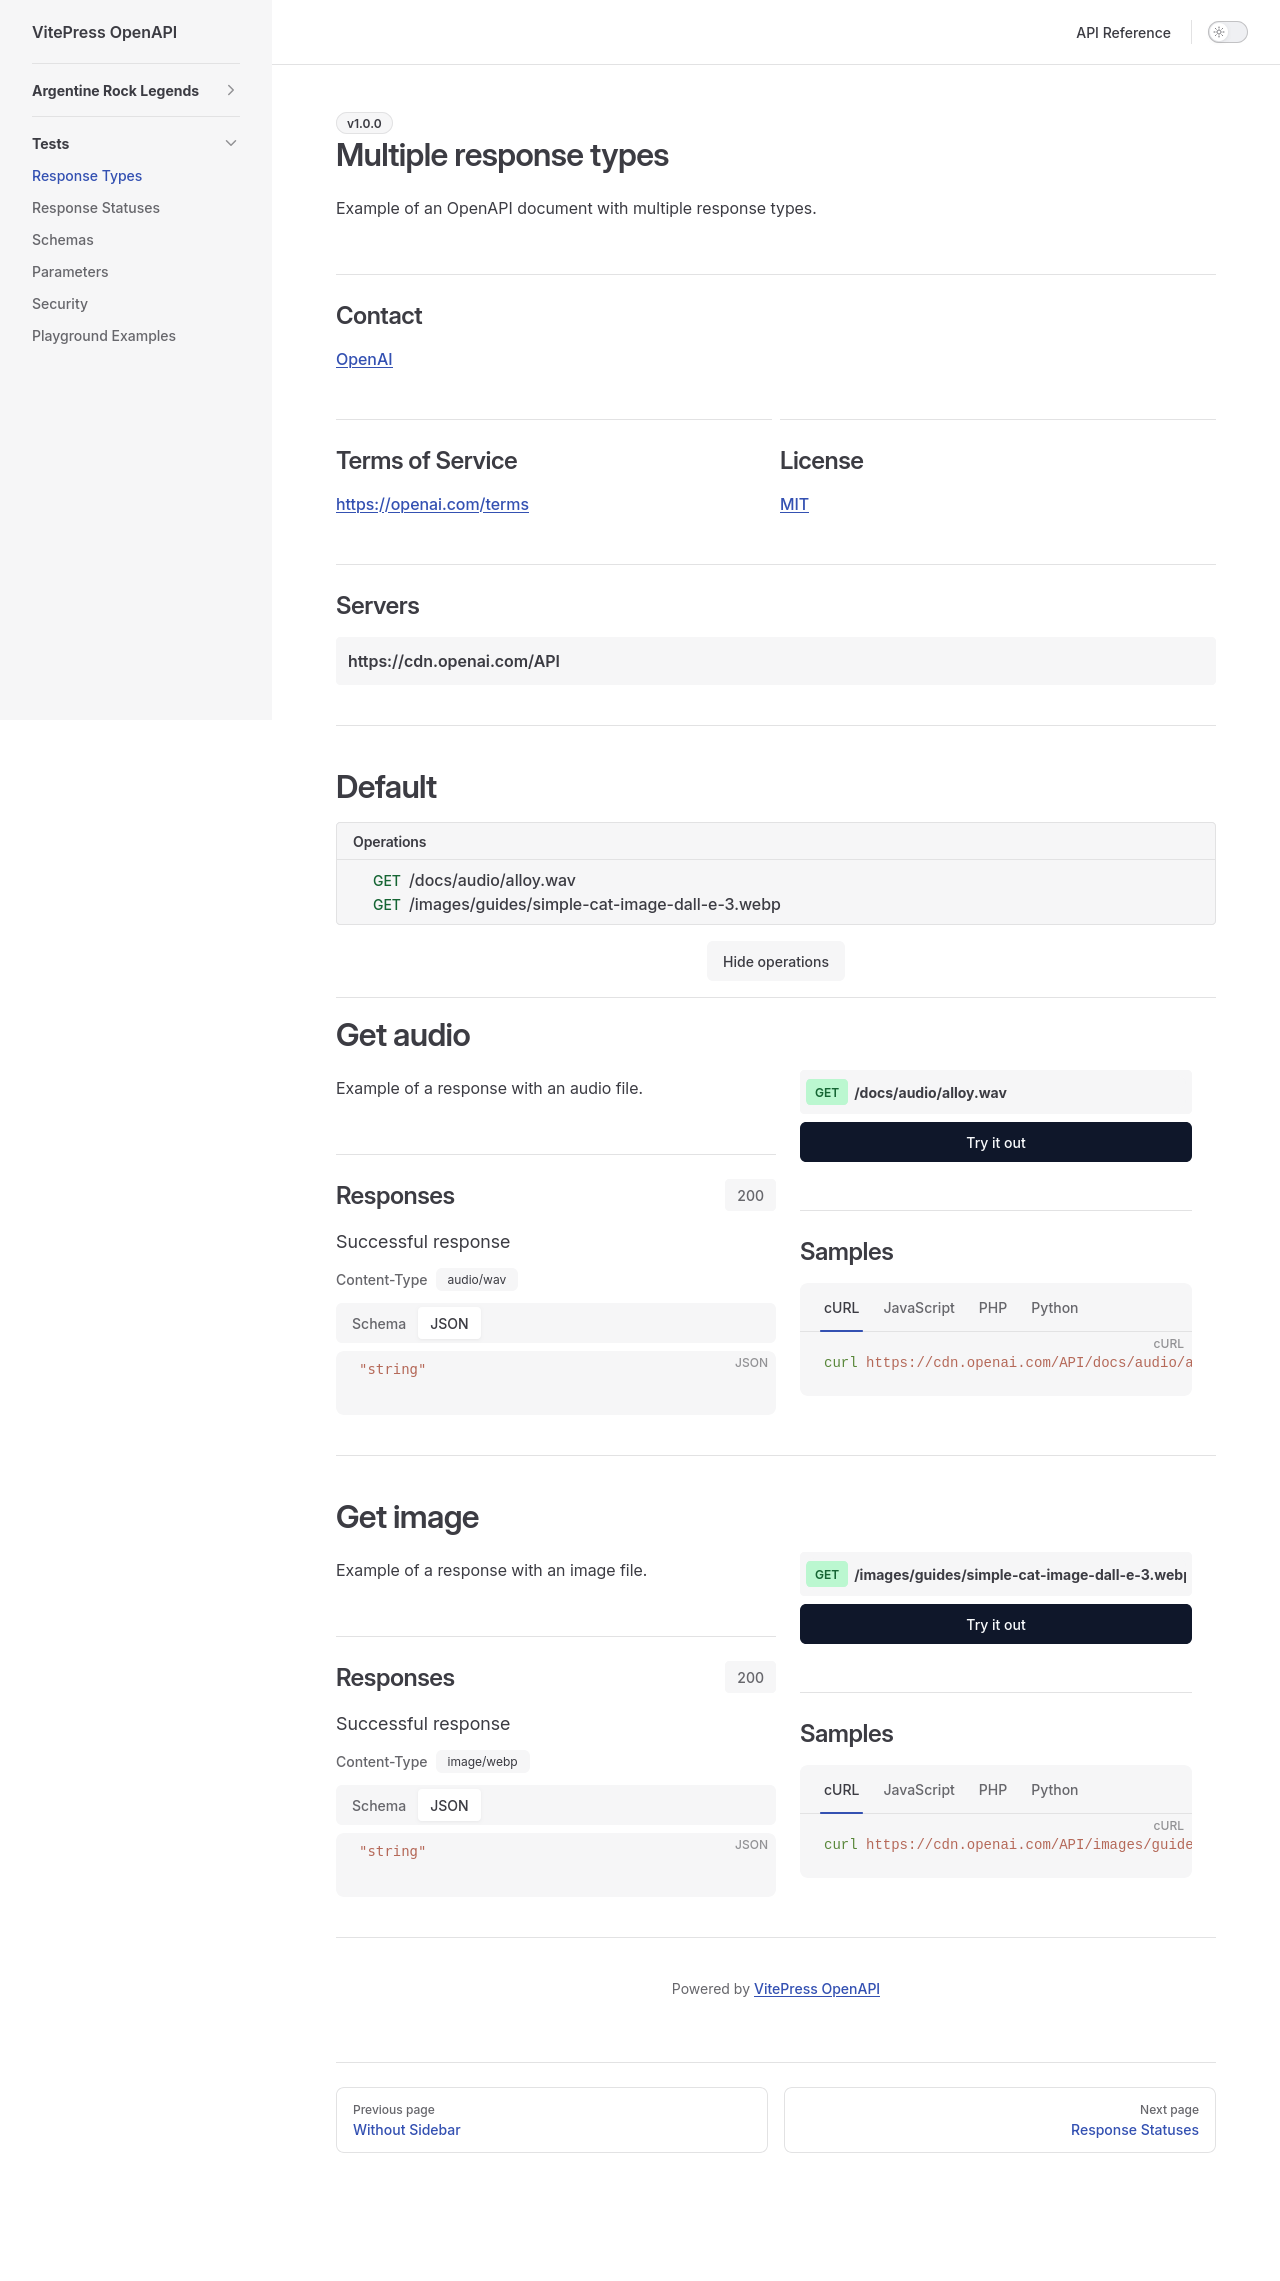 VitePress OpenAPI
Argentine Rock Legends
Tests
Response Types
Response Statuses
Schemas
Parameters
Security
Playground Examples
API Reference
v1.0.0
Multiple response types
Example of an OpenAPI document with multiple response types.
Contact
OpenAI
Terms of Service
https://openai.com/terms
License
MIT
Servers
https://cdn.openai.com/API
Default
Operations
GET /docs/audio/alloy.wav
GET /images/guides/simple-cat-image-dall-e-3.webp
Hide operations
Get audio
Example of a response with an audio file.
Responses 200
Successful response
Content-Type audio/wav
Schema JSON
JSON
"string"
GET /docs/audio/alloy.wav
Try it out
Samples
cURL JavaScript PHP Python
cURL
curl https://cdn.openai.com/API/docs/audio/a
Get image
Example of a response with an image file.
Responses 200
Successful response
Content-Type image/webp
Schema JSON
JSON
"string"
GET /images/guides/simple-cat-image-dall-e-3.webp
Try it out
Samples
cURL JavaScript PHP Python
cURL
curl https://cdn.openai.com/API/images/guide
Powered by VitePress OpenAPI
Previous page
Without Sidebar
Next page
Response Statuses